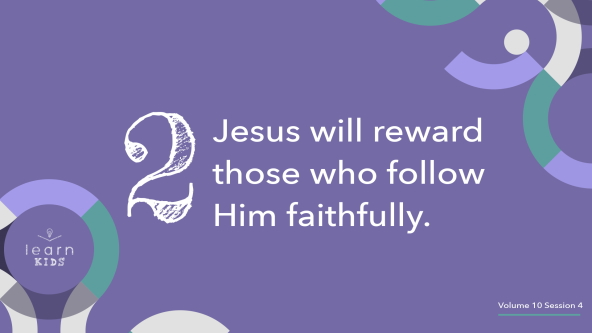 2
Jesus will reward
those who follow
Him faithfully.
learn
KIDS
Volume 10 Session 4